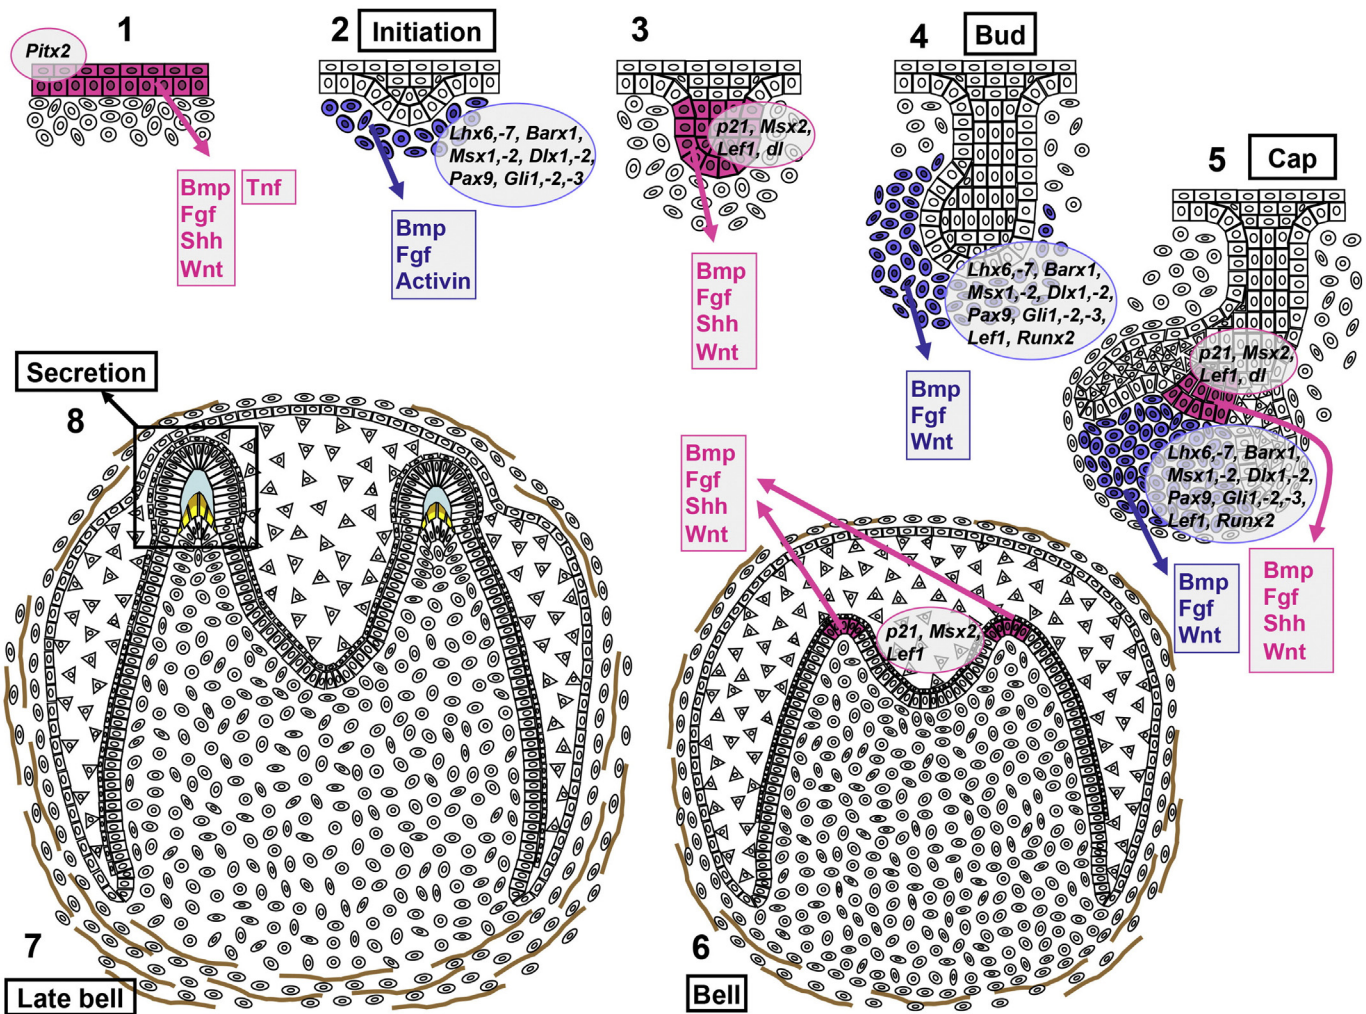 1
Pitx2
Bmp
Fgf
Shh
Wnt
Tnf
2
Initiation
Lhx6,-7, Barx1,
Msx1,-2, Dlx1,-2,
Pax9, Gli1,-2,-3
Bmp
Fgf
Activin
3
p21, Msx2,
Lef1, dl
Bmp
Fgf
Shh
Wnt
4
Bud
Lhx6,-7, Barx1,
Msx1,-2, Dlx1,-2,
Pax9, Gli1,-2,-3,
Lef1, Runx2
Bmp
Fgf
Wnt
5
Cap
p21, Msx2,
Lef1, dl
Lhx6,-7, Barx1,
Msx1,-2, Dlx1,-2,
Pax9, Gli1,-2,-3,
Lef1, Runx2
Bmp
Fgf
Wnt
Bmp
Fgf
Shh
Wnt
Bmp
Fgf
Shh
Wnt
p21, Msx2,
Lef1
6
Bell
Secretion
8
7
Late bell